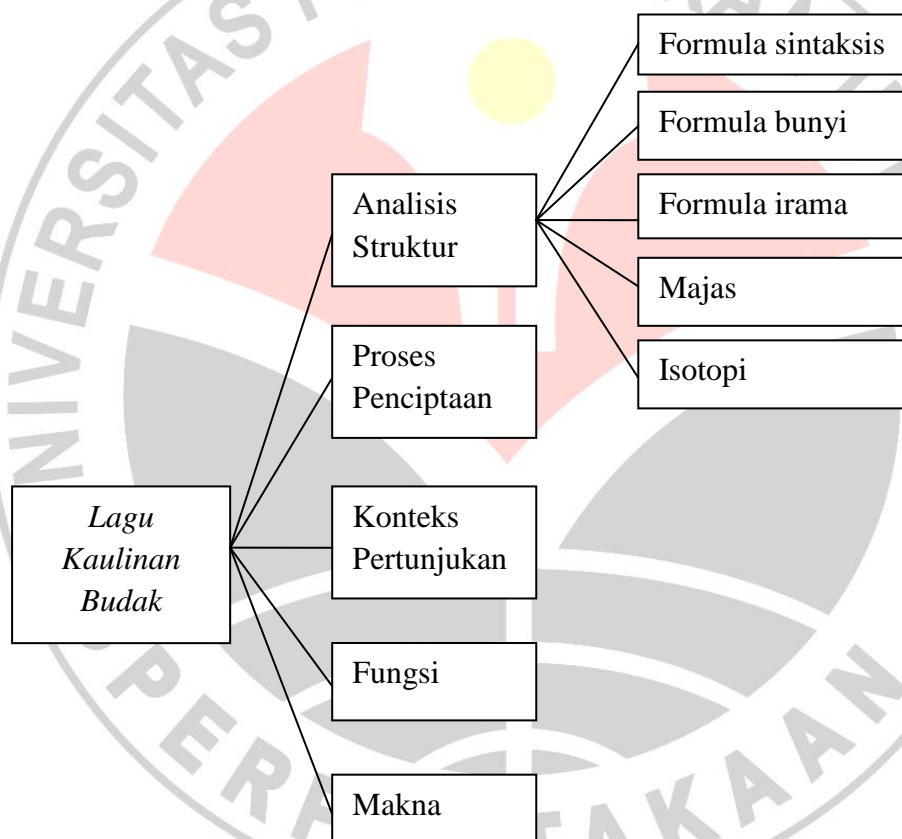 Formula sintaksis
Formula bunyi
Analisis
Struktur
Formula irama
Majas
Proses
Penciptaan
Isotopi
Lagu
Kaulinan
Budak
Konteks
Pertunjukan
Fungsi
Makna